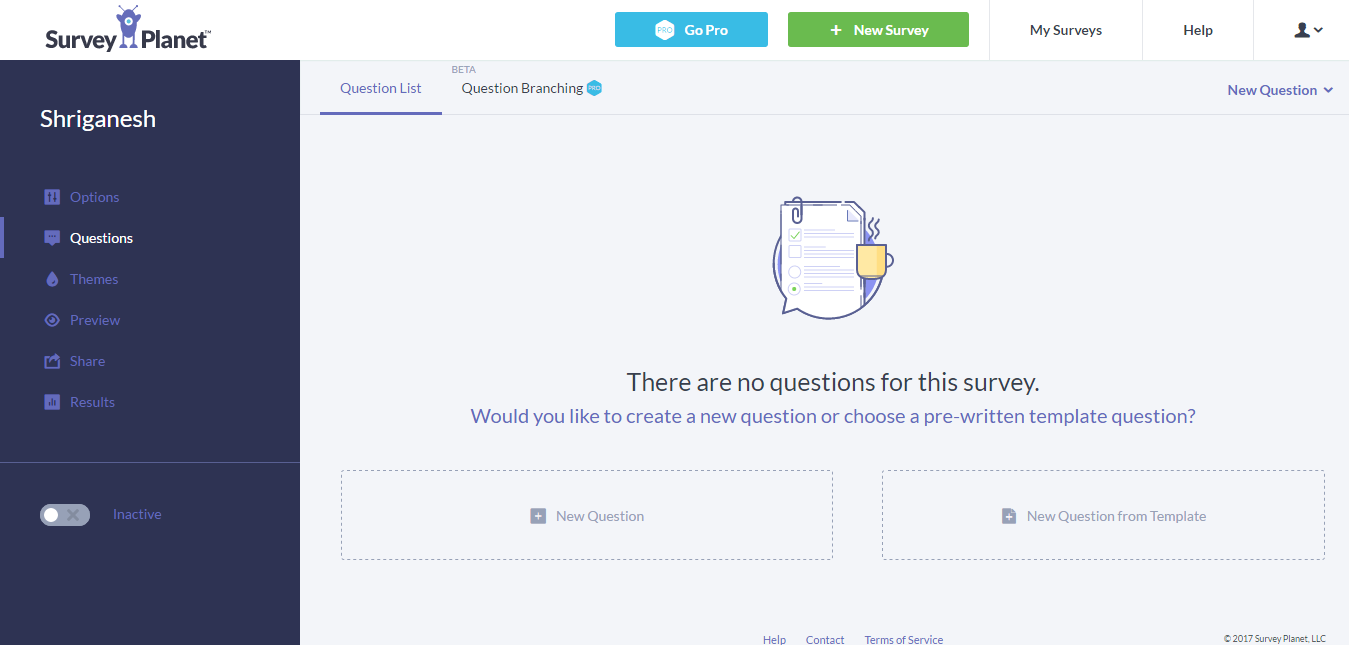 Survey Planet™
PRO Go Pro
+ New Survey
My Surveys
Help
Shriganesh
Options
Questions
Themes
Preview
Share
Results
Inactive
Question List
BETA
Question Branching PRO
New Question
There are no questions for this survey.
Would you like to create a new question or choose a pre-written template question?
New Question
New Question from Template
Help Contact Terms of Service
© 2017 Survey Planet, LLC